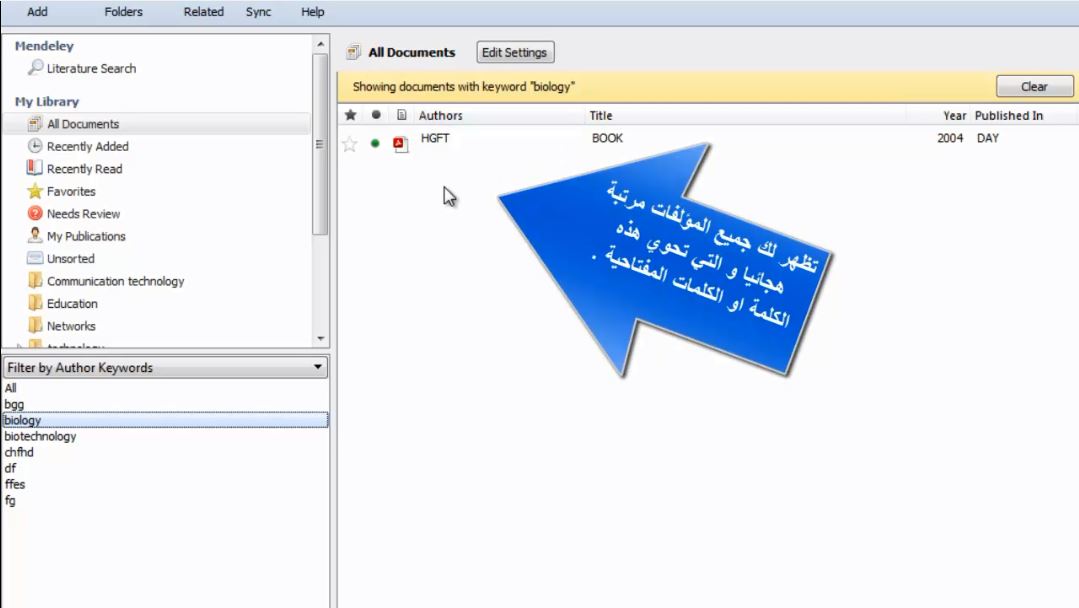 Add Folders Related Sync Help
Mendeley
Literature Search
My Library
All Documents
Recently Added
Recently Read
Favorites
Needs Review
My Publications
Unsorted
Communication technology
Education
Networks
technology
Filter by Author Keywords
All
bgg
biology
biotechnology
chfhd
df
ffes
fg
All Documents Edit Settings
Showing documents with keyword "biology" Clear
Authors Title Year Published In
HGFT BOOK 2004 DAY
تظهر لك جميع المؤلفات مرتبة
هجانيا و التي تحوي هذه
الكلمة او الكلمات المفتاحية .